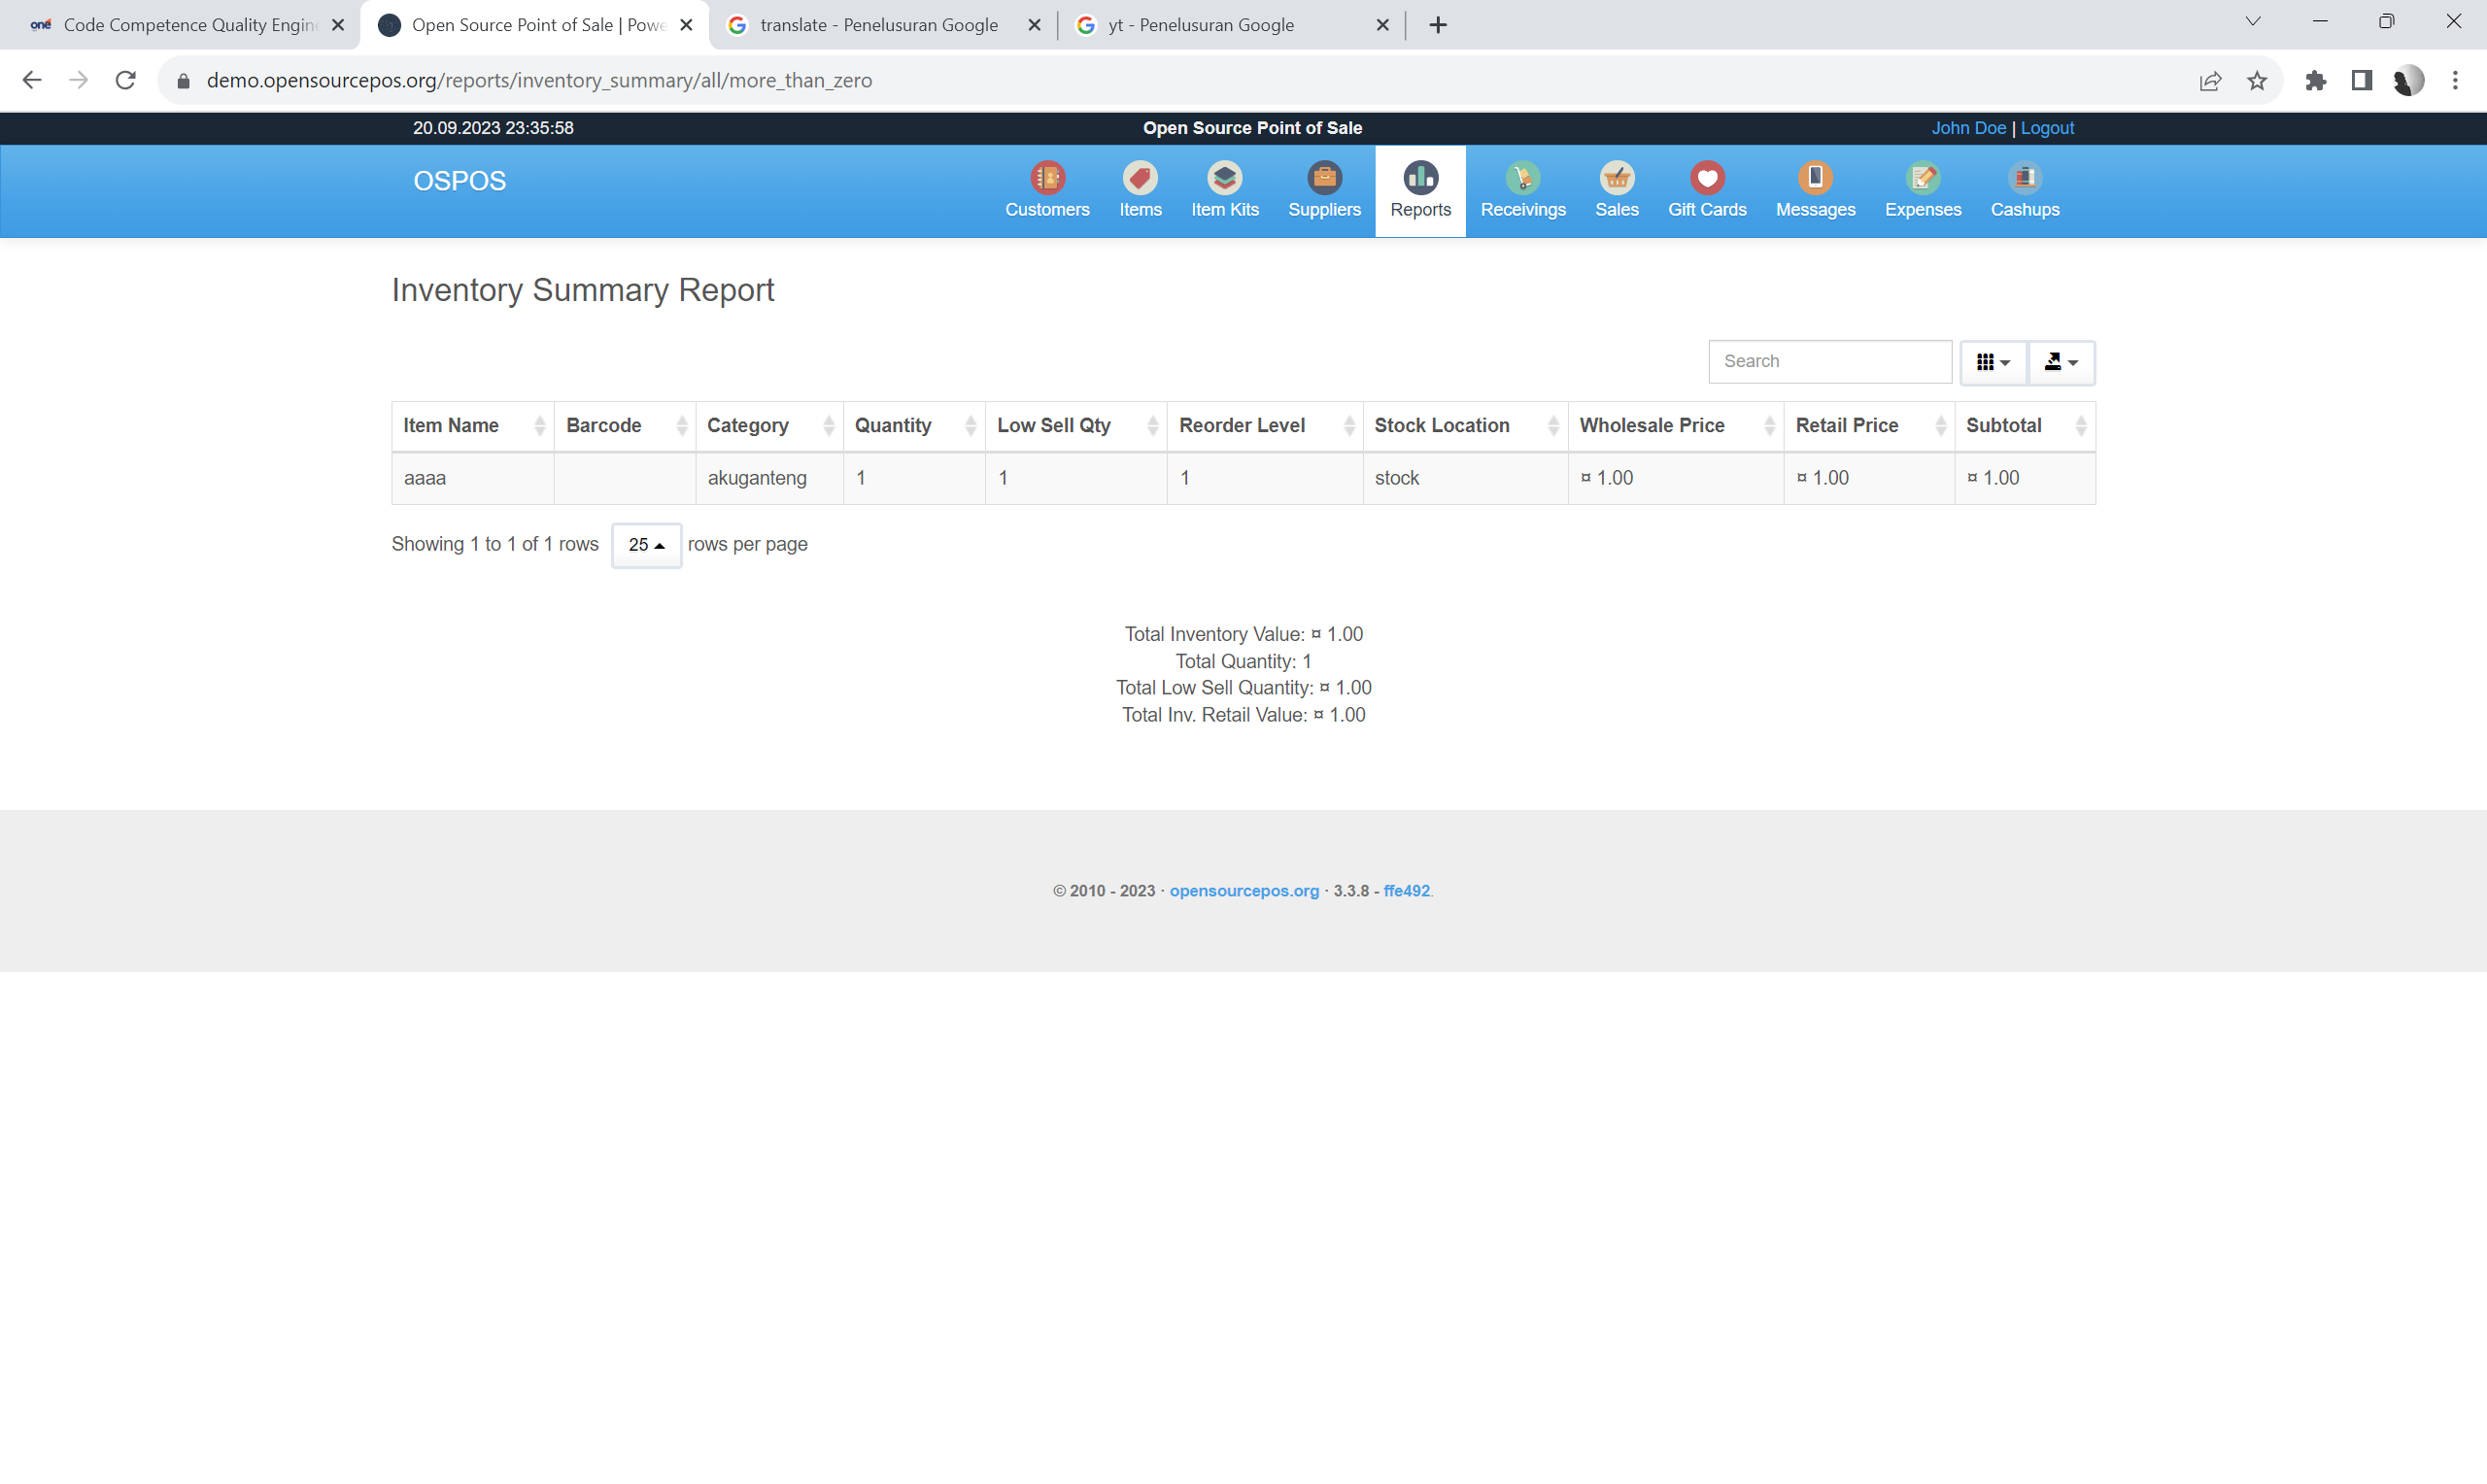 one Code Competence Quality Engin
Open Source Point of Sale | Powe
translate - Penelusuran Google
yt - Penelusuran Google
demo.opensourcepos.org/reports/inventory_summary/all/more_than_zero
20.09.2023 23:35:58 Open Source Point of Sale John Doe | Logout
OSPOS
Customers Items Item Kits Suppliers Reports Receivings Sales Gift Cards Messages Expenses Cashups
Inventory Summary Report
Search
Item Name Barcode Category Quantity Low Sell Qty Reorder Level Stock Location Wholesale Price Retail Price Subtotal
aaaa akuganteng 1 1 1 stock ¤ 1.00 ¤ 1.00 ¤ 1.00
Showing 1 to 1 of 1 rows 25 rows per page
Total Inventory Value: ¤ 1.00
Total Quantity: 1
Total Low Sell Quantity: ¤ 1.00
Total Inv. Retail Value: ¤ 1.00
© 2010 - 2023 · opensourcepos.org · 3.3.8 - ffe492.